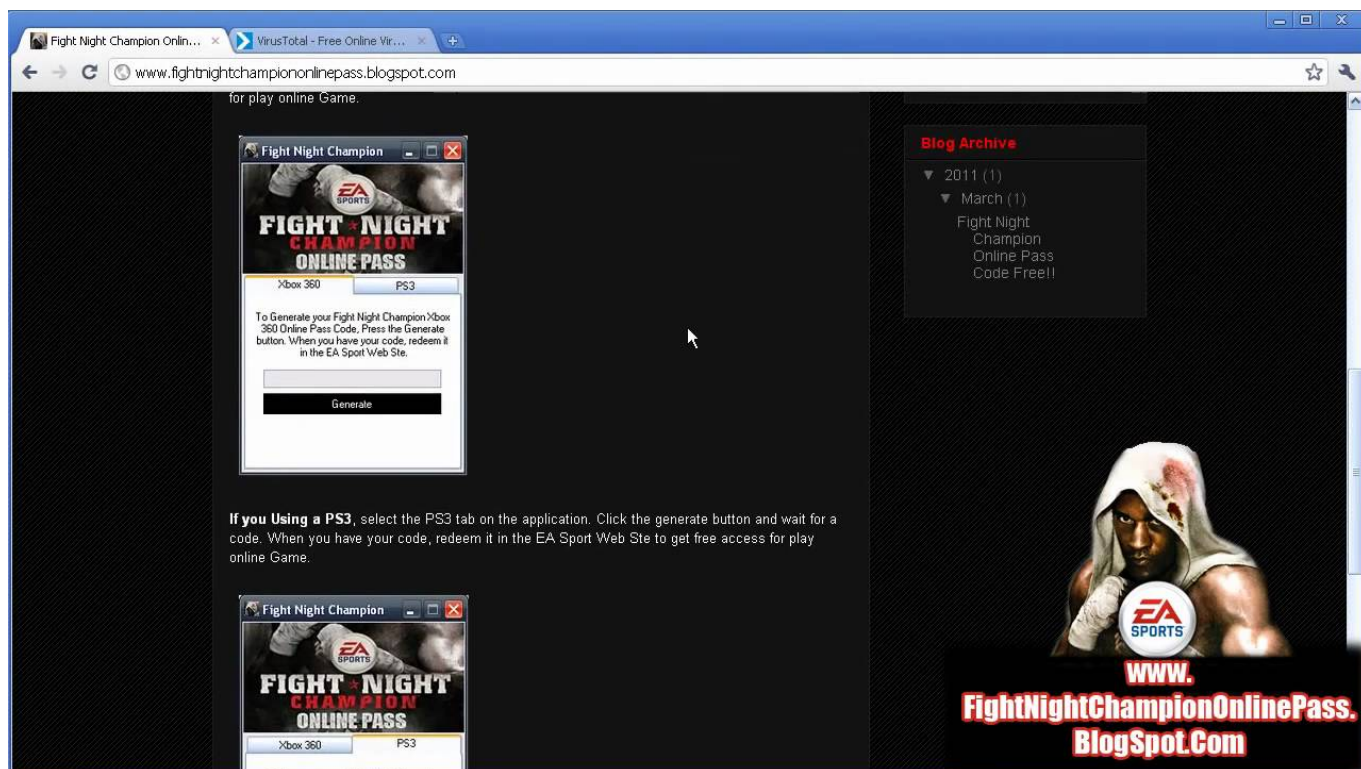 Fight Night Champion Onlin...
VirusTotal - Free Online Vir...
www.fightnightchampiononlinepass.blogspot.com
for play online Game.
Fight Night Champion
EA
SPORTS
FIGHT NIGHT
CHAMPION
ONLINE PASS
Xbox 360
PS3
To Generate your Fight Night Champion Xbox
360 Online Pass Code, Press the Generate
button. When you have your code, redeem it
in the EA Sport Web Ste.
Generate
If you Using a PS3, select the PS3 tab on the application. Click the generate button and wait for a
code. When you have your code, redeem it in the EA Sport Web Ste to get free access for play
online Game.
Fight Night Champion
EA
SPORTS
FIGHT NIGHT
CHAMPION
ONLINE PASS
Xbox 360
PS3
Blog Archive
▼ 2011 (1)
▼ March (1)
Fight Night
Champion
Online Pass
Code Free!!
EA
SPORTS
www.
FightNightChampionOnlinePass.
BlogSpot.Com